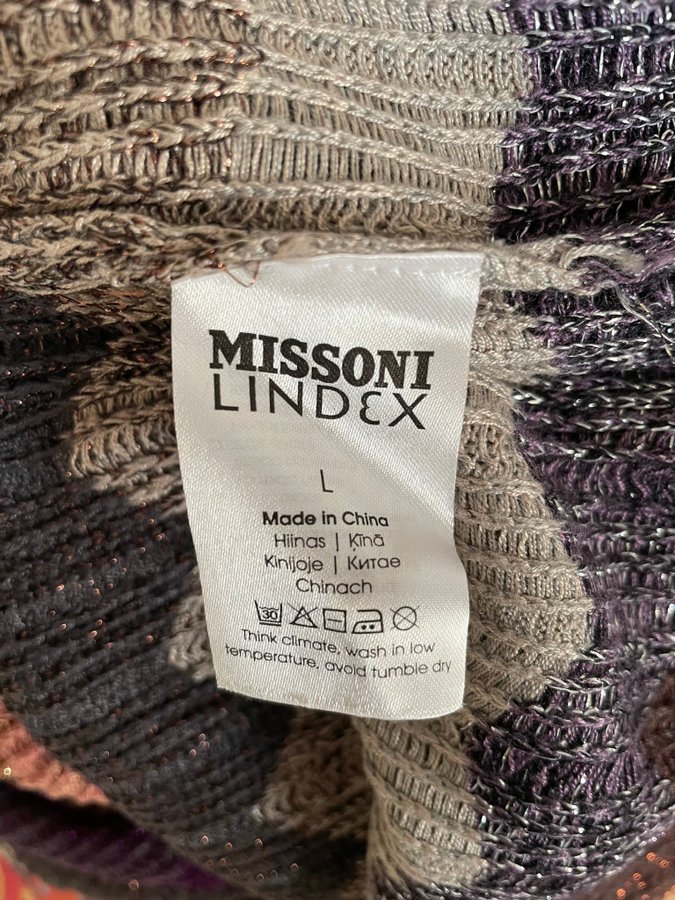 MISSONI
LINDEX
L
Made in China
Hiinas | Ķīnā
Kinijoje | Китае
Chinach
30
Think climate, wash in low
temperature, avoid tumble dry